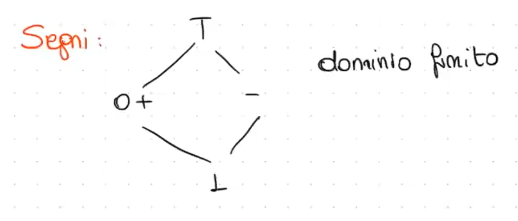 Segni:
T
dominio finito
0+ -
⊥